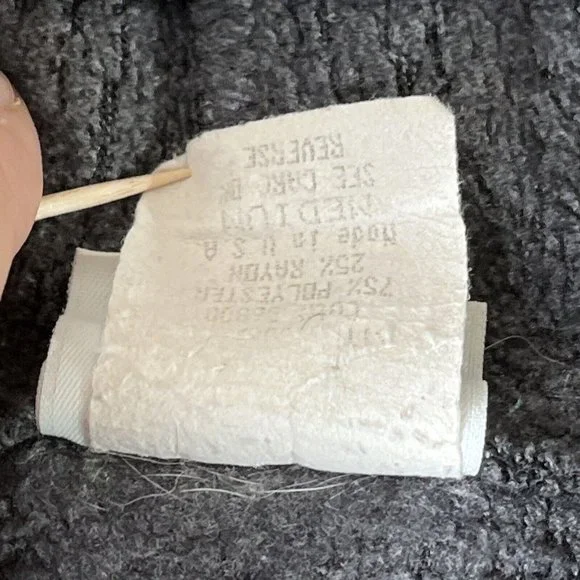 75% POLYESTER
25% RAYON
Made in U.S.A
MEDIUM
SEE CARE ON
REVERSE